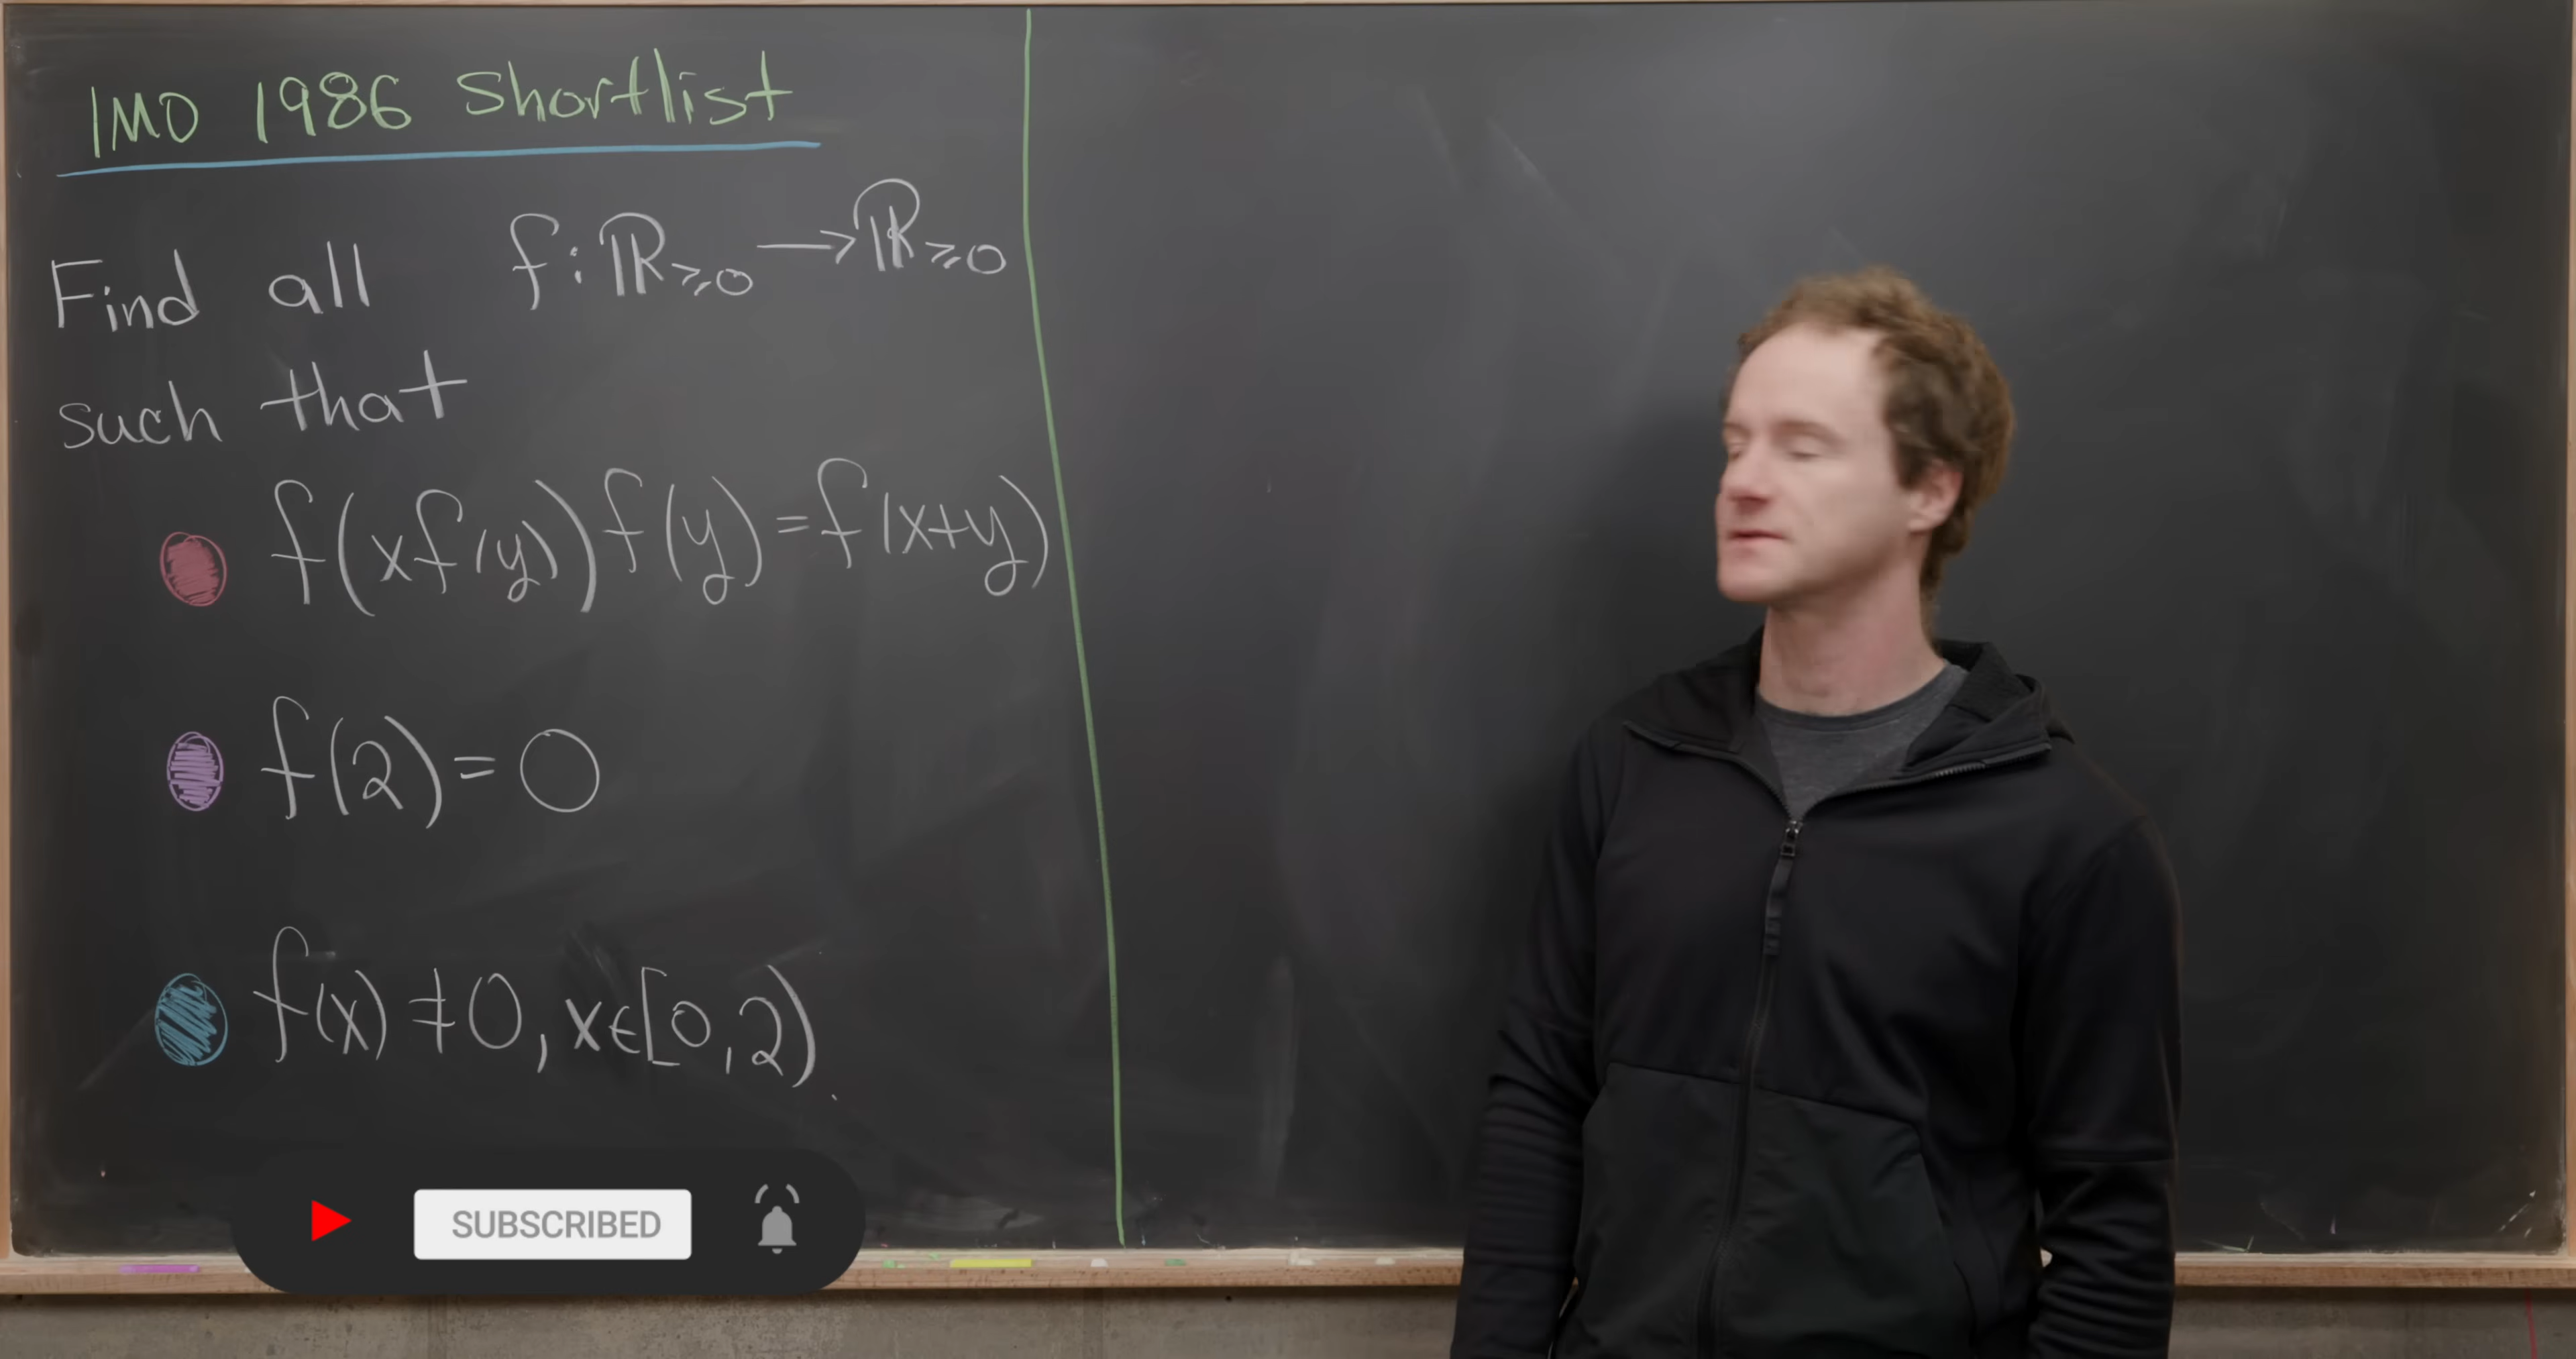 IMO 1986 Shortlist
Find all f: ℝ≥0 → ℝ≥0
such that
f(xf(y))f(y)=f(x+y)
f(2)=0
f(x)≠0, x∈[0,2).
SUBSCRIBED